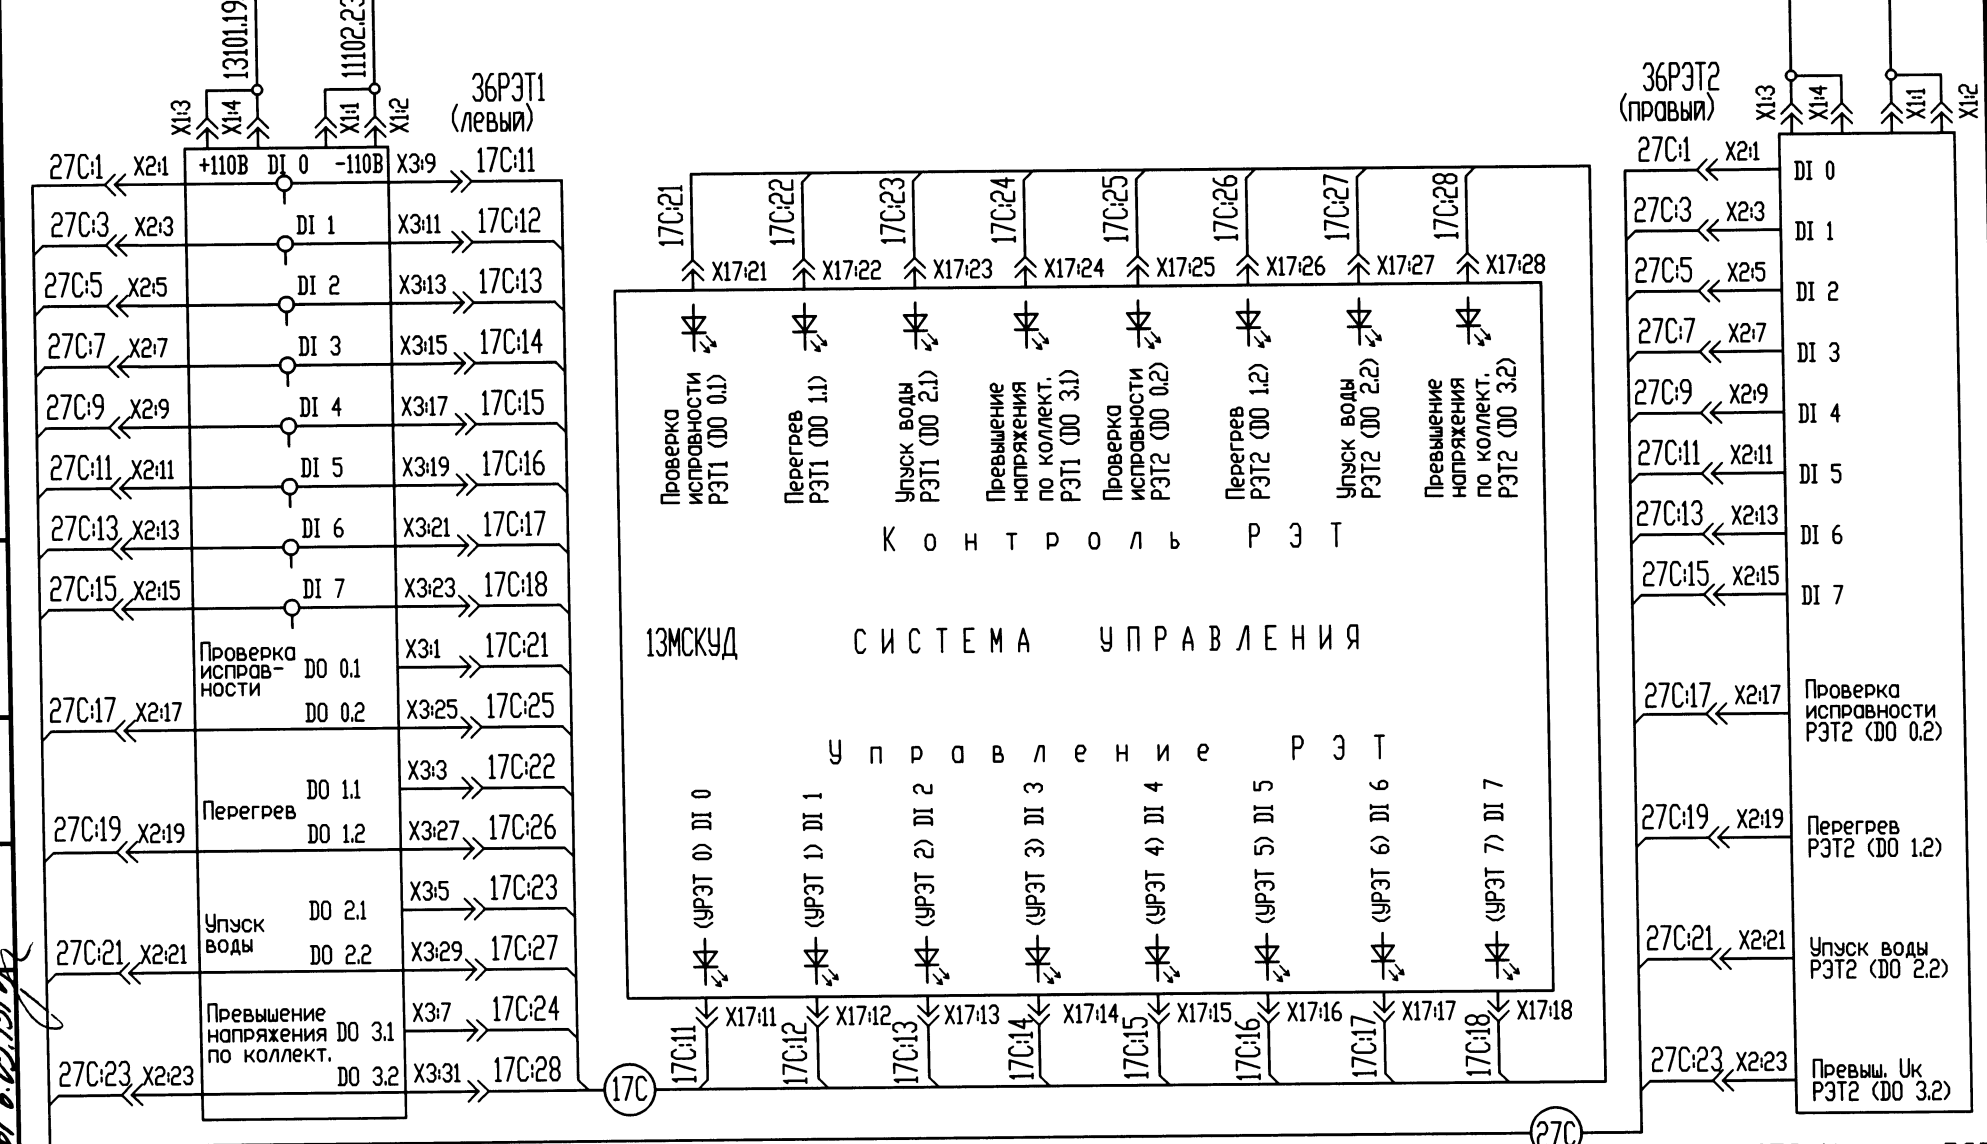 13101.19
11102.23
X1:3
X1:4
X1:1
X1:2
36РЭТ1
(левый)
+110В DI 0 -110В
27С:1 X2:1
X3:9 17С:11
27С:3 X2:3
DI 1
X3:11 17С:12
27С:5 X2:5
DI 2
X3:13 17С:13
27С:7 X2:7
DI 3
X3:15 17С:14
27С:9 X2:9
DI 4
X3:17 17С:15
27С:11 X2:11
DI 5
X3:19 17С:16
27С:13 X2:13
DI 6
X3:21 17С:17
27С:15 X2:15
DI 7
X3:23 17С:18
Проверка
исправ-
ности
DO 0.1
X3:1 17С:21
27С:17 X2:17
DO 0.2
X3:25 17С:25
Перегрев
DO 1.1
X3:3 17С:22
27С:19 X2:19
DO 1.2
X3:27 17С:26
Упуск
воды
DO 2.1
X3:5 17С:23
27С:21 X2:21
DO 2.2
X3:29 17С:27
Превышение
напряжения DO 3.1
по коллект.
X3:7 17С:24
27С:23 X2:23
DO 3.2
X3:31 17С:28
17С
17С:21
17С:22
17С:23
17С:24
17С:25
17С:26
17С:27
17С:28
X17:21
X17:22
X17:23
X17:24
X17:25
X17:26
X17:27
X17:28
Проверка
исправности
РЭТ1 (DO 0.1)
Перегрев
РЭТ1 (DO 1.1)
Упуск воды
РЭТ1 (DO 2.1)
Превышение
напряжения
по коллект.
РЭТ1 (DO 3.1)
Проверка
исправности
РЭТ2 (DO 0.2)
Перегрев
РЭТ2 (DO 1.2)
Упуск воды
РЭТ2 (DO 2.2)
Превышение
напряжения
по коллект.
РЭТ2 (DO 3.2)
Контроль РЭТ
13МСКУД СИСТЕМА УПРАВЛЕНИЯ
Управление РЭТ
(УРЭТ 0) DI 0
(УРЭТ 1) DI 1
(УРЭТ 2) DI 2
(УРЭТ 3) DI 3
(УРЭТ 4) DI 4
(УРЭТ 5) DI 5
(УРЭТ 6) DI 6
(УРЭТ 7) DI 7
X17:11
X17:12
X17:13
X17:14
X17:15
X17:16
X17:17
X17:18
17С:11
17С:12
17С:13
17С:14
17С:15
17С:16
17С:17
17С:18
27С
36РЭТ2
(правый)
X1:3
X1:4
X1:1
X1:2
27С:1 X2:1 DI 0
27С:3 X2:3 DI 1
27С:5 X2:5 DI 2
27С:7 X2:7 DI 3
27С:9 X2:9 DI 4
27С:11 X2:11 DI 5
27С:13 X2:13 DI 6
27С:15 X2:15 DI 7
27С:17 X2:17
Проверка
исправности
РЭТ2 (DO 0.2)
27С:19 X2:19
Перегрев
РЭТ2 (DO 1.2)
27С:21 X2:21
Упуск воды
РЭТ2 (DO 2.2)
27С:23 X2:23
Превыш. Uк
РЭТ2 (DO 3.2)